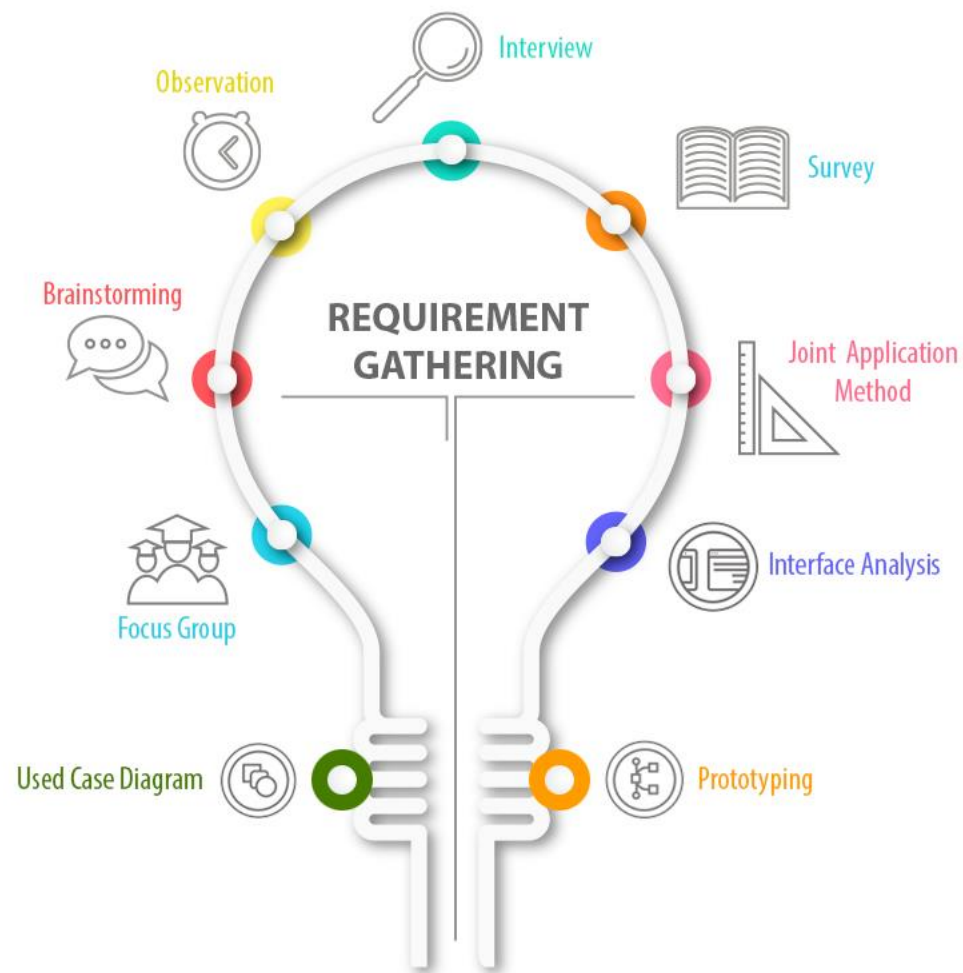 Interview
Observation
Survey
Brainstorming
REQUIREMENT
GATHERING
Joint Application
Method
Interface Analysis
Focus Group
Used Case Diagram
Prototyping